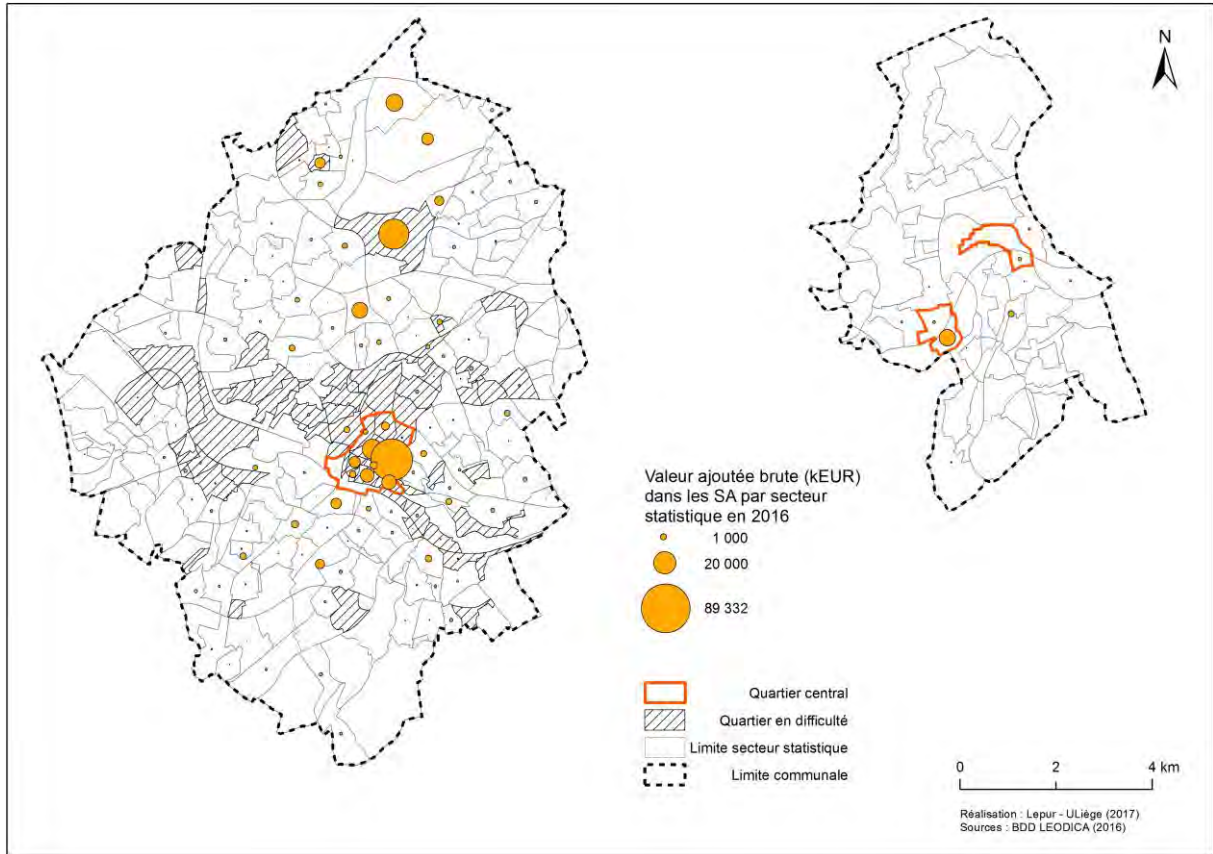 N
Valeur ajoutée brute (kEUR)
dans les SA par secteur
statistique en 2016
1 000
20 000
89 332
Quartier central
Quartier en difficulté
Limite secteur statistique
Limite communale
0 2 4 km
Réalisation : Lepur - ULiège (2017)
Sources : BDD LEODICA (2016)